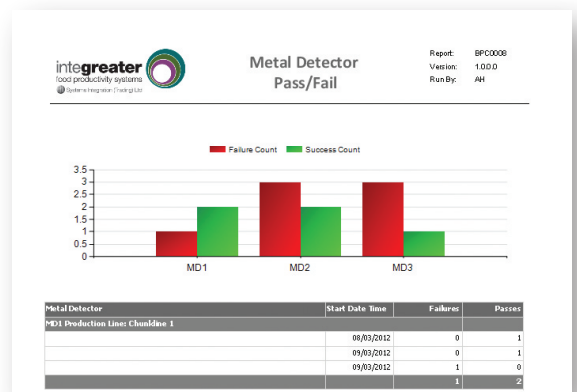 integreater
food productivity systems
Systems Integration (Trading) Ltd
Metal Detector
Pass/Fail
Report: BPC0008
Version: 1.0.0.0
Run By: AH
Failure Count Success Count
3.5
3
2.5
2
1.5
1
0.5
0
MD1 MD2 MD3
Metal Detector Start Date Time Failures Passes
MD1 Production Line: Chunkline 1
08/03/2012 0 1
09/03/2012 0 1
09/03/2012 1 0
1 2